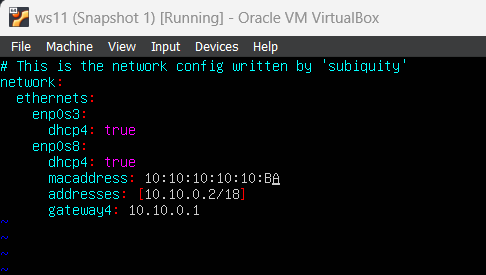 ws11 (Snapshot 1) [Running] - Oracle VM VirtualBox
File Machine View Input Devices Help
# This is the network config written by 'subiquity'
network:
  ethernets:
    enp0s3:
      dhcp4: true
    enp0s8:
      dhcp4: true
      macaddress: 10:10:10:10:10:BA
      addresses: [10.10.0.2/18]
      gateway4: 10.10.0.1
~
~
~
~